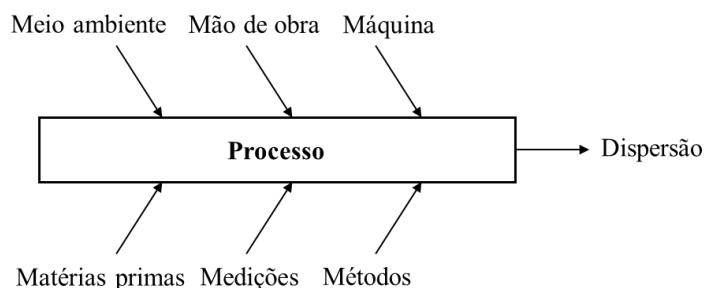 Meio ambiente Mão de obra Máquina
Processo
Dispersão
Matérias primas Medições Métodos